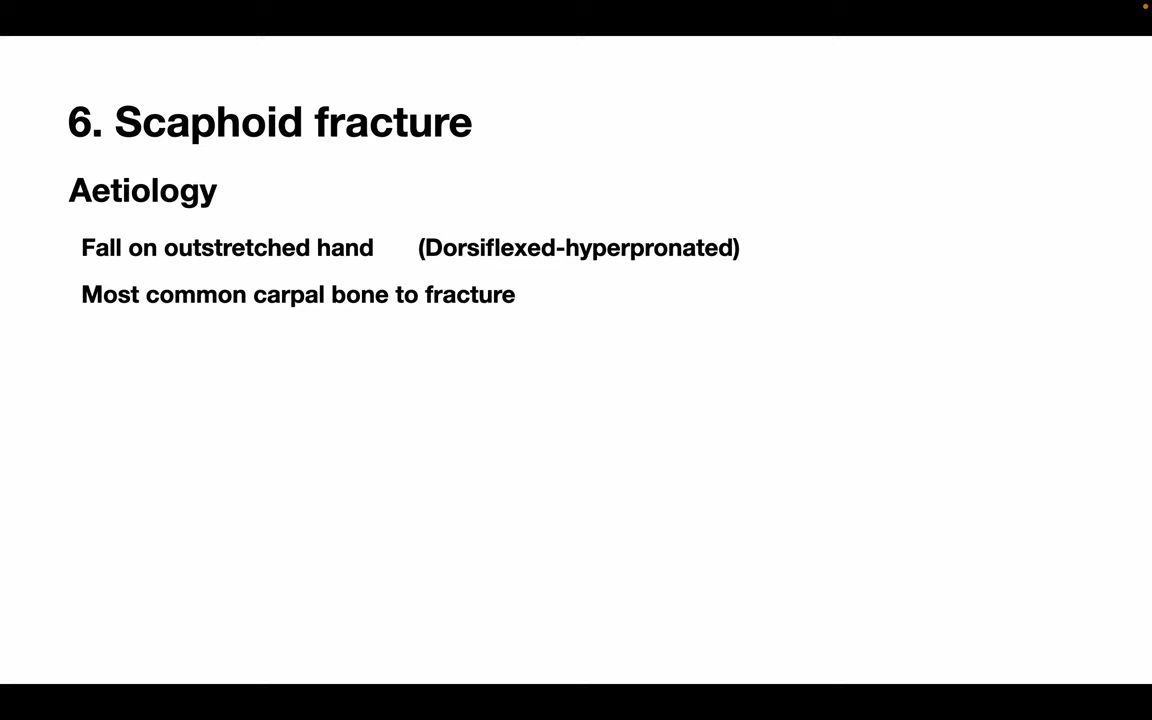 6. Scaphoid fracture
Aetiology
Fall on outstretched hand (Dorsiflexed-hyperpronated)
Most common carpal bone to fracture